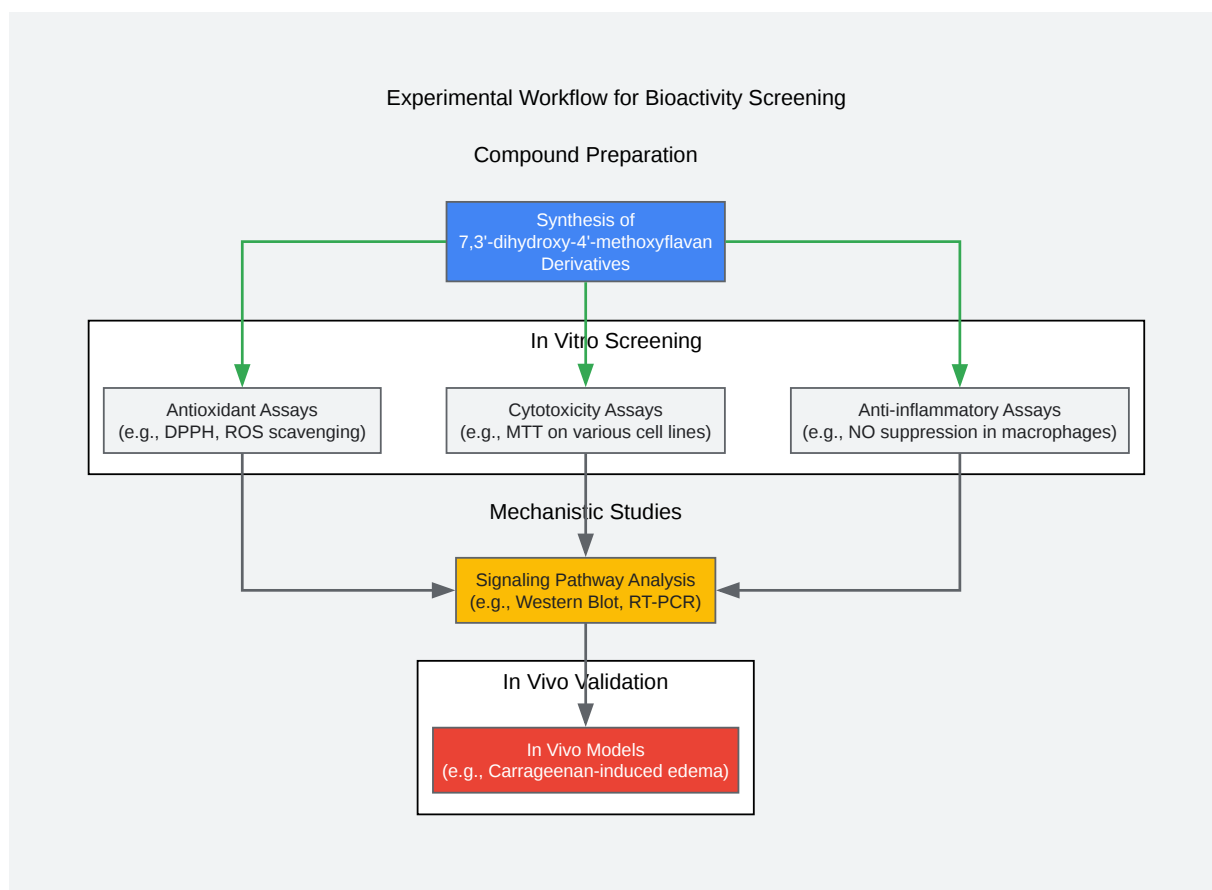 Experimental Workflow for Bioactivity Screening
Compound Preparation
Synthesis of
7,3'-dihydroxy-4'-methoxyflavan
Derivatives
In Vitro Screening
Antioxidant Assays
(e.g., DPPH, ROS scavenging)
Cytotoxicity Assays
(e.g., MTT on various cell lines)
Anti-inflammatory Assays
(e.g., NO suppression in macrophages)
Mechanistic Studies
Signaling Pathway Analysis
(e.g., Western Blot, RT-PCR)
In Vivo Validation
In Vivo Models
(e.g., Carrageenan-induced edema)